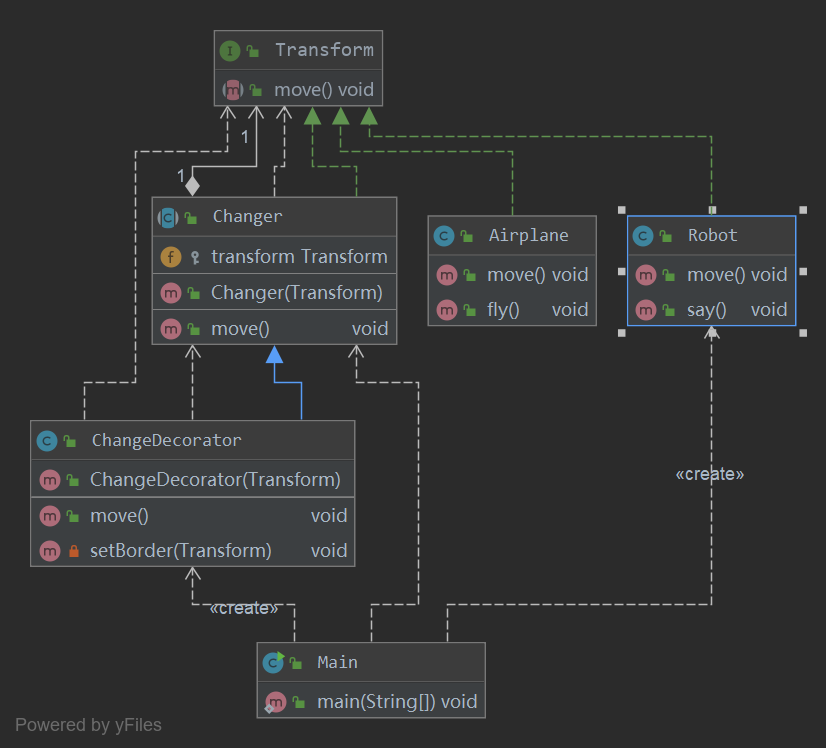 Transform
move() void
1
1
Changer
transform Transform
Changer(Transform)
move() void
Airplane
move() void
fly() void
Robot
move() void
say() void
ChangeDecorator
ChangeDecorator(Transform)
move() void
setBorder(Transform) void
«create»
«create»
Main
main(String[]) void
Powered by yFiles